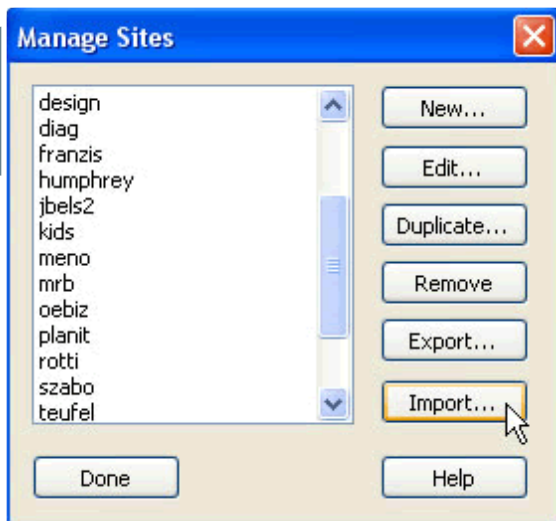 Manage Sites
design
diag
franzis
humphrey
jbels2
kids
meno
mrb
oebiz
planit
rotti
szabo
teufel
New...
Edit...
Duplicate...
Remove
Export...
Import...
Done
Help